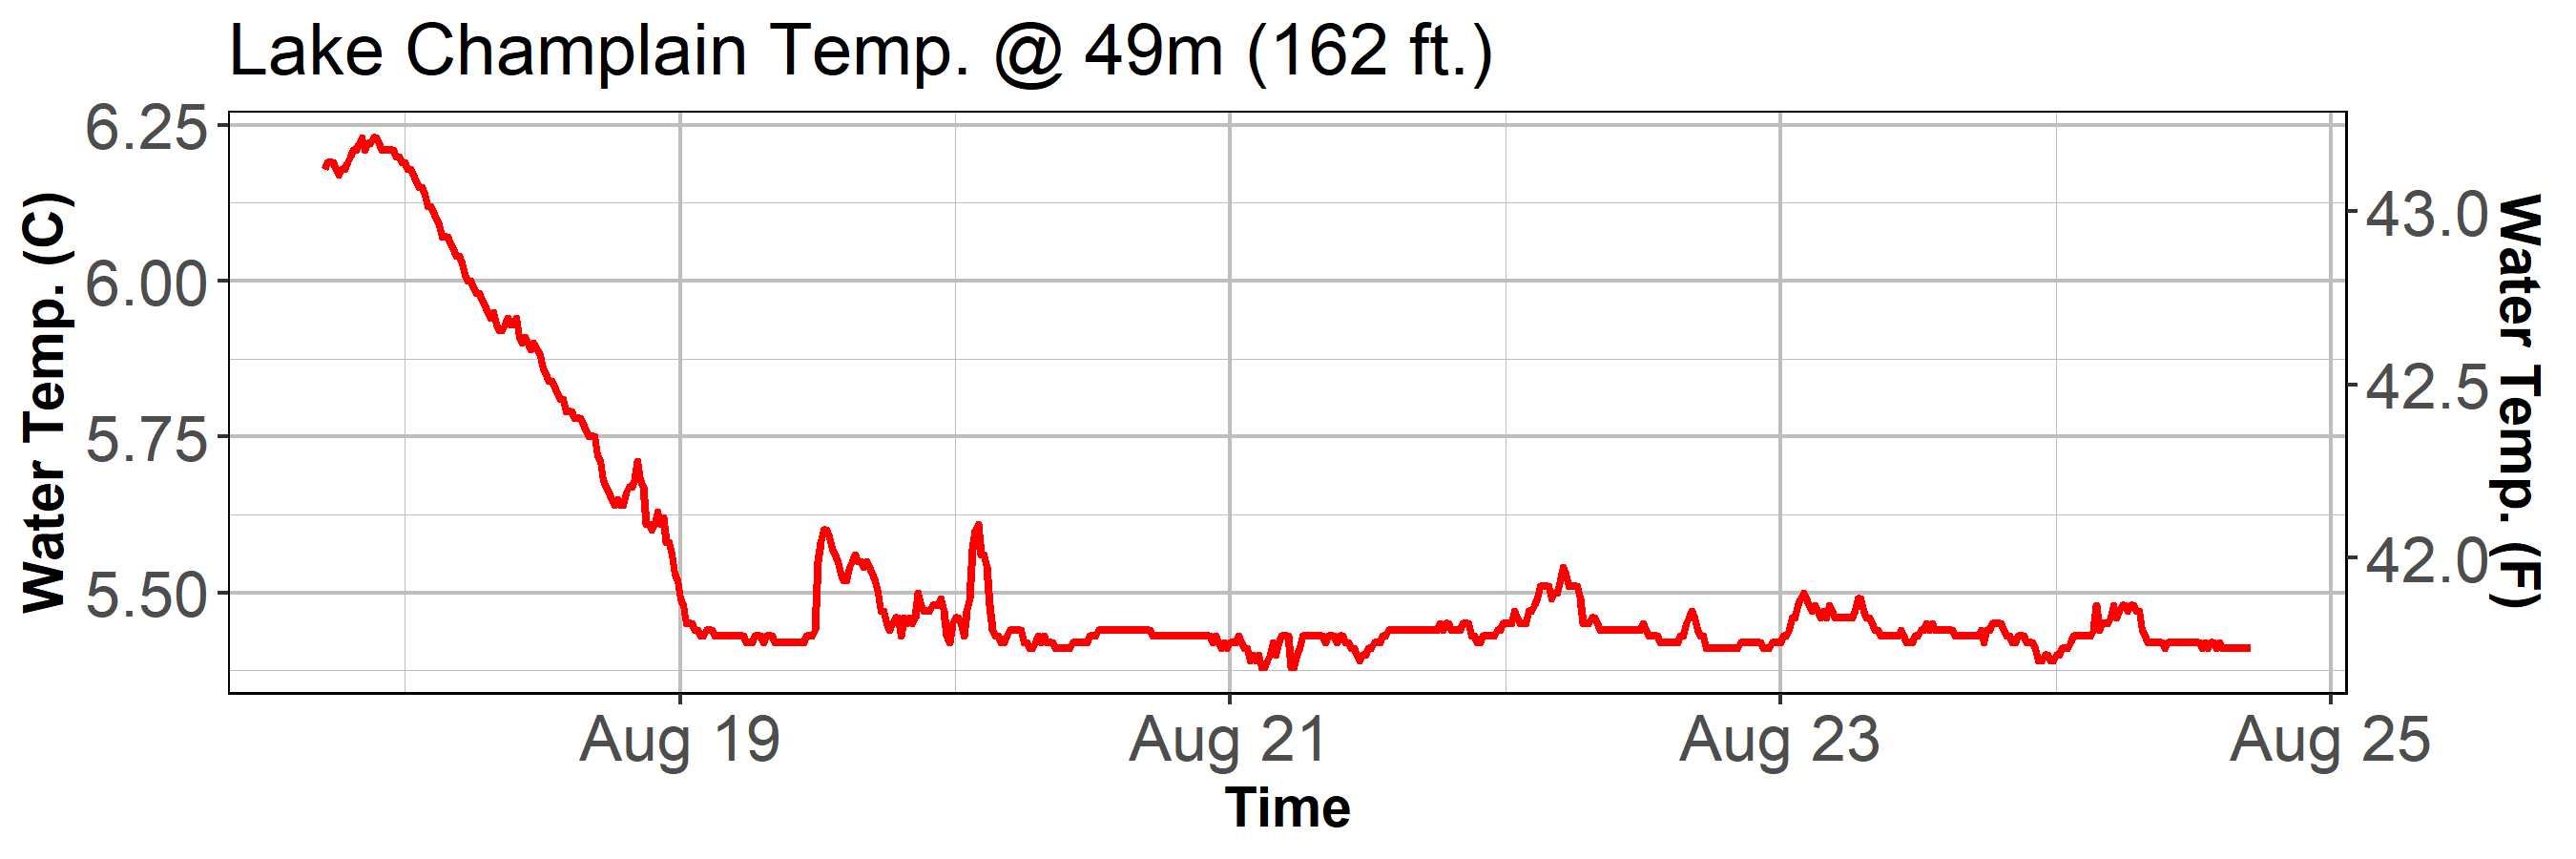 Lake Champlain Temp. @ 49m (162 ft.)
Water Temp. (C)
6.25
6.00
5.75
5.50
43.0
42.5
42.0
Water Temp. (F)
Aug 19 Aug 21 Aug 23 Aug 25
Time